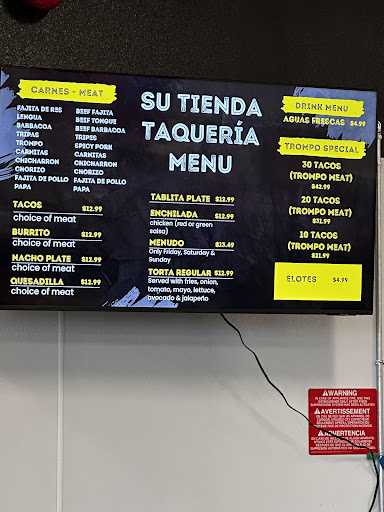 CARNES - MEAT
FAJITA DE RES
LENGUA
BARBACOA
TRIPAS
TROMPO
CARNITAS
CHICHARRON
CHORIZO
FAJITA DE POLLO
PAPA
BEEF FAJITA
BEEF TONGUE
BEEF BARBACOA
TRIPES
SPICY PORK
CARNITAS
CHICHARRON
CHORIZO
FAJITA DE POLLO
PAPA
TACOS $12.99
choice of meat
BURRITO $12.99
choice of meat
NACHO PLATE $12.99
choice of meat
QUESADILLA $12.99
choice of meat
SU TIENDA
TAQUERÍA
MENU
TABLITA PLATE $12.99
ENCHILADA $12.99
chicken (red or green
salsa)
MENUDO $13.49
Only Friday, Saturday &
Sunday
TORTA REGULAR $12.99
Served with fries, onion,
tomato, mayo, lettuce,
avocado & jalapeño
DRINK MENU
AGUAS FRESCAS $4.99
TROMPO SPECIAL
30 TACOS
(TROMPO MEAT)
$42.99
20 TACOS
(TROMPO MEAT)
$31.99
10 TACOS
(TROMPO MEAT)
$21.99
ELOTES $4.99
WARNING
AVERTISSEMENT
ADVERTENCIA